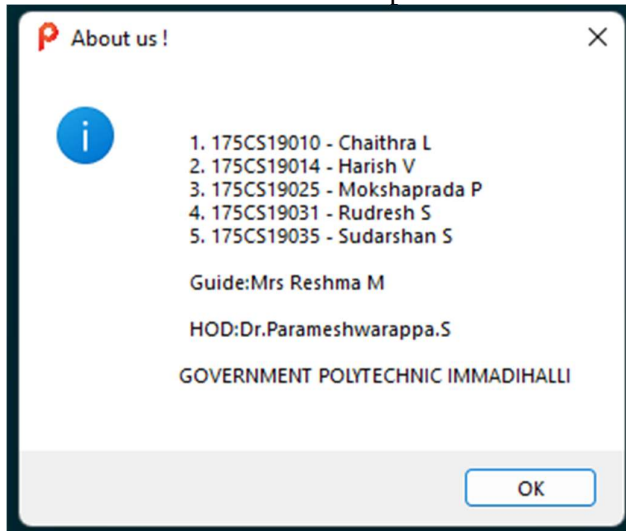 About us !
1. 175CS19010 - Chaithra L
2. 175CS19014 - Harish V
3. 175CS19025 - Mokshaprada P
4. 175CS19031 - Rudresh S
5. 175CS19035 - Sudarshan S
Guide:Mrs Reshma M
HOD:Dr.Parameshwarappa.S
GOVERNMENT POLYTECHNIC IMMADIHALLI
OK